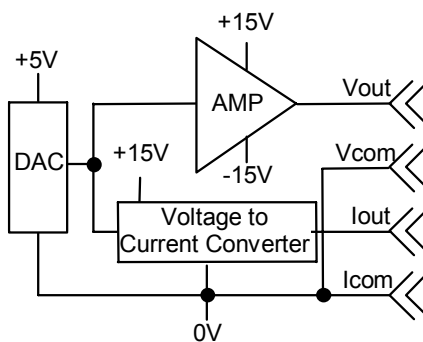 +15V
+5V
AMP
Vout
DAC
+15V
-15V
Vcom
Voltage to
Current Converter
Iout
Icom
0V